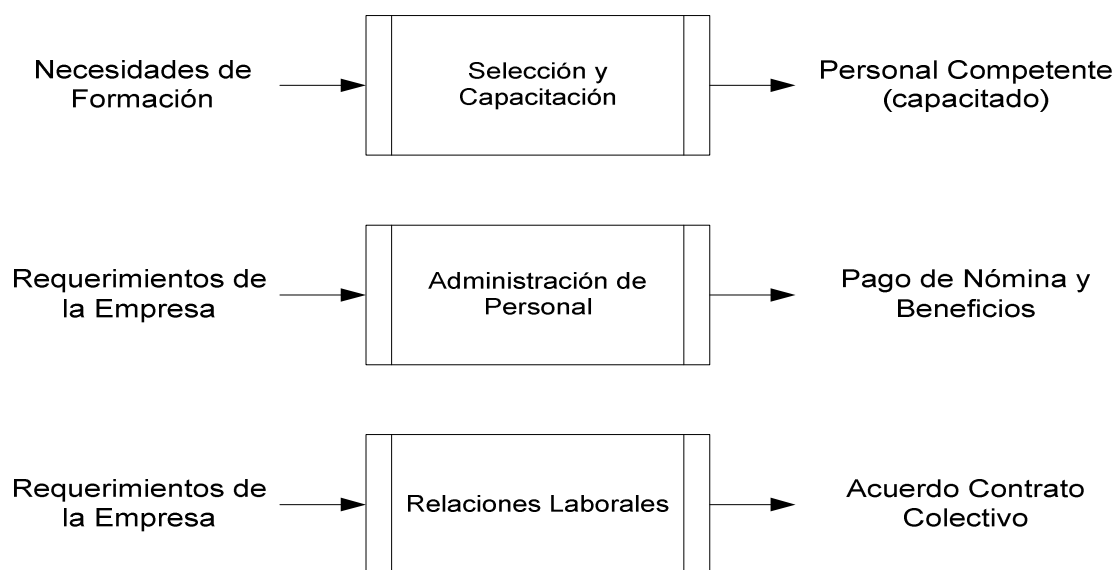 Necesidades de
Formación
Selección y
Capacitación
Personal Competente
(capacitado)
Requerimientos de
la Empresa
Administración de
Personal
Pago de Nómina y
Beneficios
Requerimientos de
la Empresa
Relaciones Laborales
Acuerdo Contrato
Colectivo